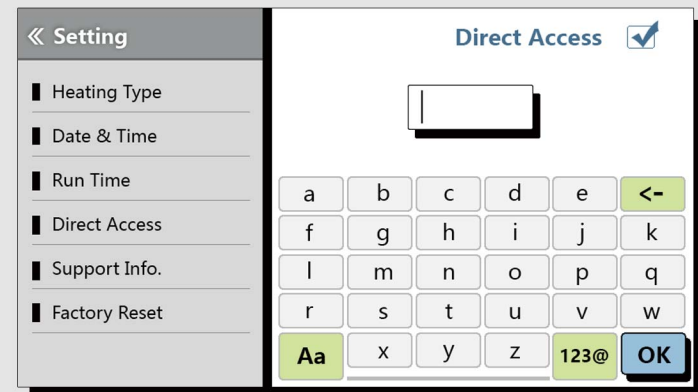 « Setting
Heating Type
Date & Time
Run Time
Direct Access
Support Info.
Factory Reset
Direct Access
a b c d e <-
f g h i j k
l m n o p q
r s t u v w
Aa x y z 123@ OK